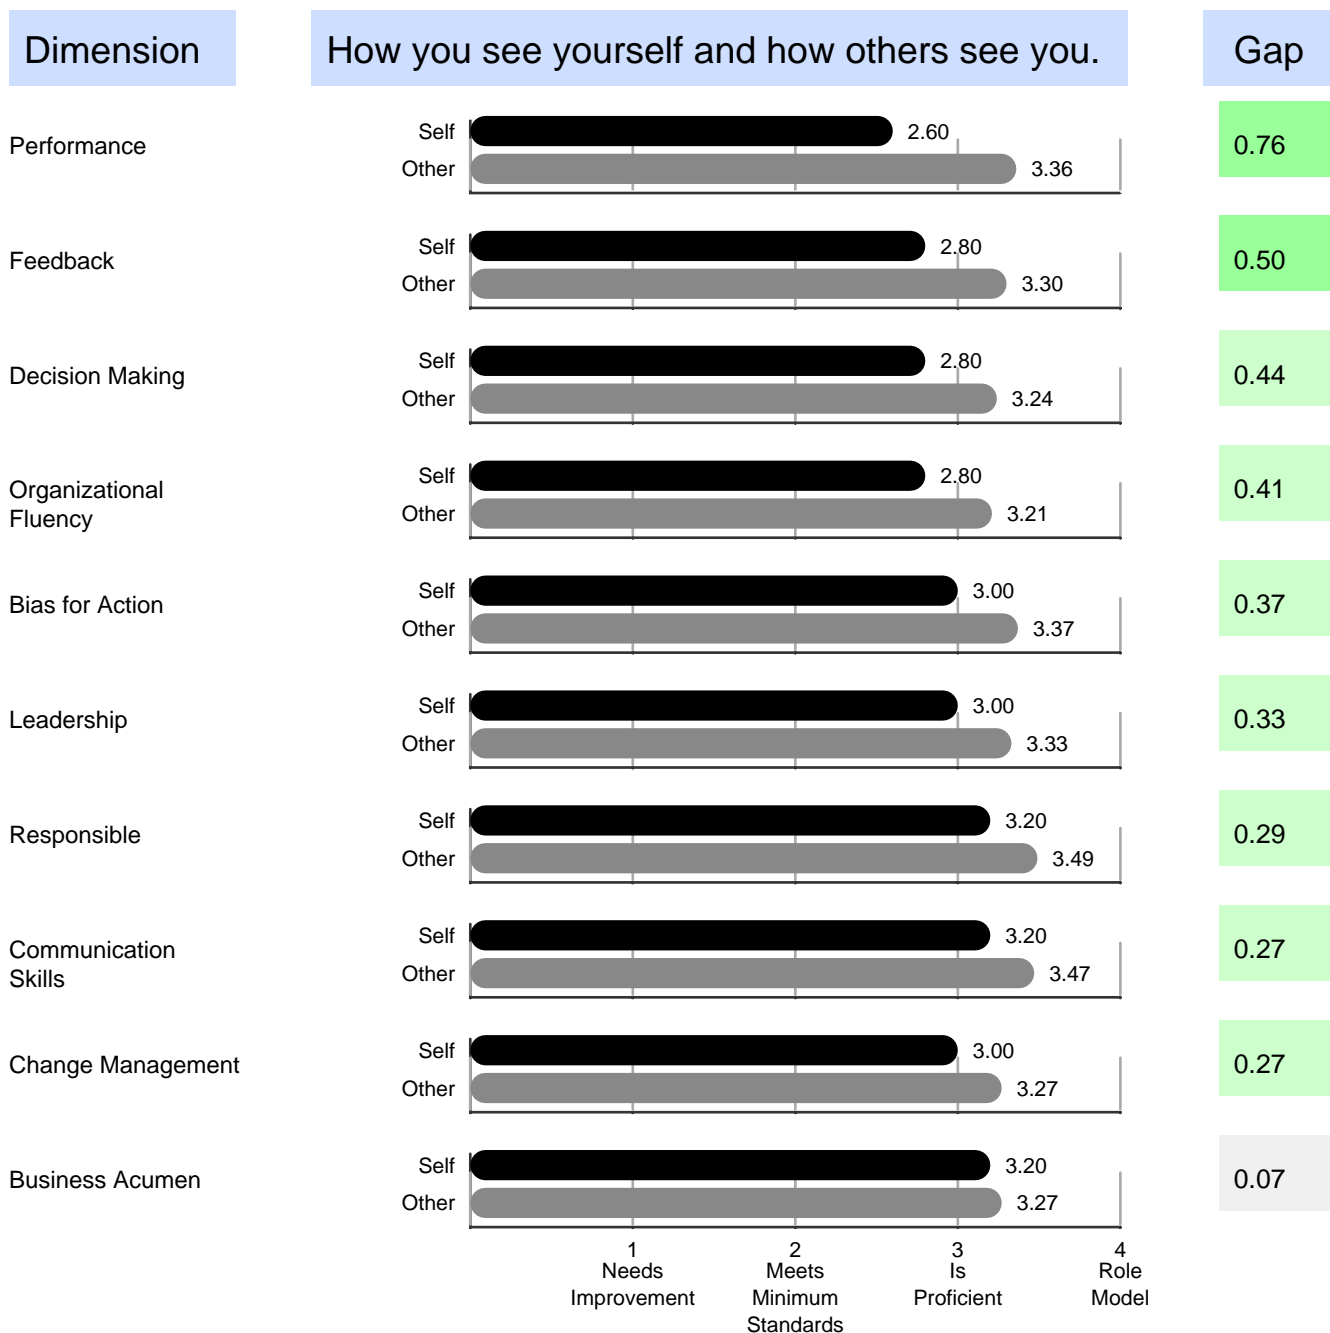 Dimension
How you see yourself and how others see you.
Gap
Performance
Self
2.60
Other
3.36
0.76
Feedback
Self
2.80
Other
3.30
0.50
Decision Making
Self
2.80
Other
3.24
0.44
Organizational
Fluency
Self
2.80
Other
3.21
0.41
Bias for Action
Self
3.00
Other
3.37
0.37
Leadership
Self
3.00
Other
3.33
0.33
Responsible
Self
3.20
Other
3.49
0.29
Communication
Skills
Self
3.20
Other
3.47
0.27
Change Management
Self
3.00
Other
3.27
0.27
Business Acumen
Self
3.20
Other
3.27
0.07
1
Needs
Improvement
2
Meets
Minimum
Standards
3
Is
Proficient
4
Role
Model